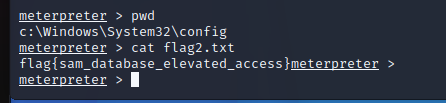 meterpreter > pwd
c:\Windows\System32\config
meterpreter > cat flag2.txt
flag{sam_database_elevated_access}meterpreter >
meterpreter >